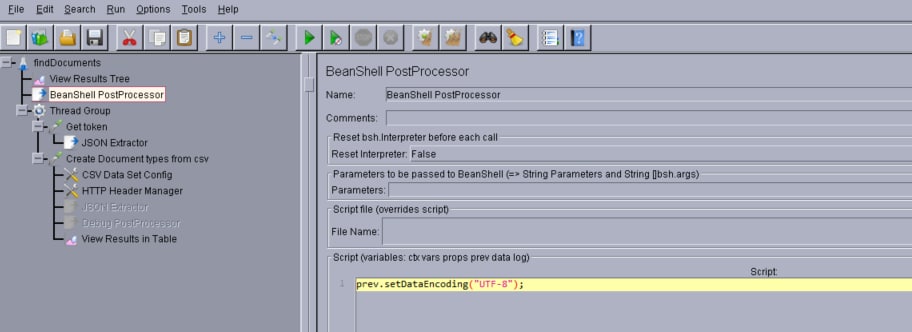 File Edit Search Run Options Tools Help
findDocuments
View Results Tree
BeanShell PostProcessor
Thread Group
Get token
JSON Extractor
Create Document types from csv
CSV Data Set Config
HTTP Header Manager
JSON Extractor
Debug PostProcessor
View Results in Table
BeanShell PostProcessor
Name: BeanShell PostProcessor
Comments:
Reset bsh.Interpreter before each call
Reset Interpreter: False
Parameters to be passed to BeanShell (=> String Parameters and String []bsh.args)
Parameters:
Script file (overrides script)
File Name:
Script (variables: ctx vars props prev data log)
Script:
1 prev.setDataEncoding("UTF-8");